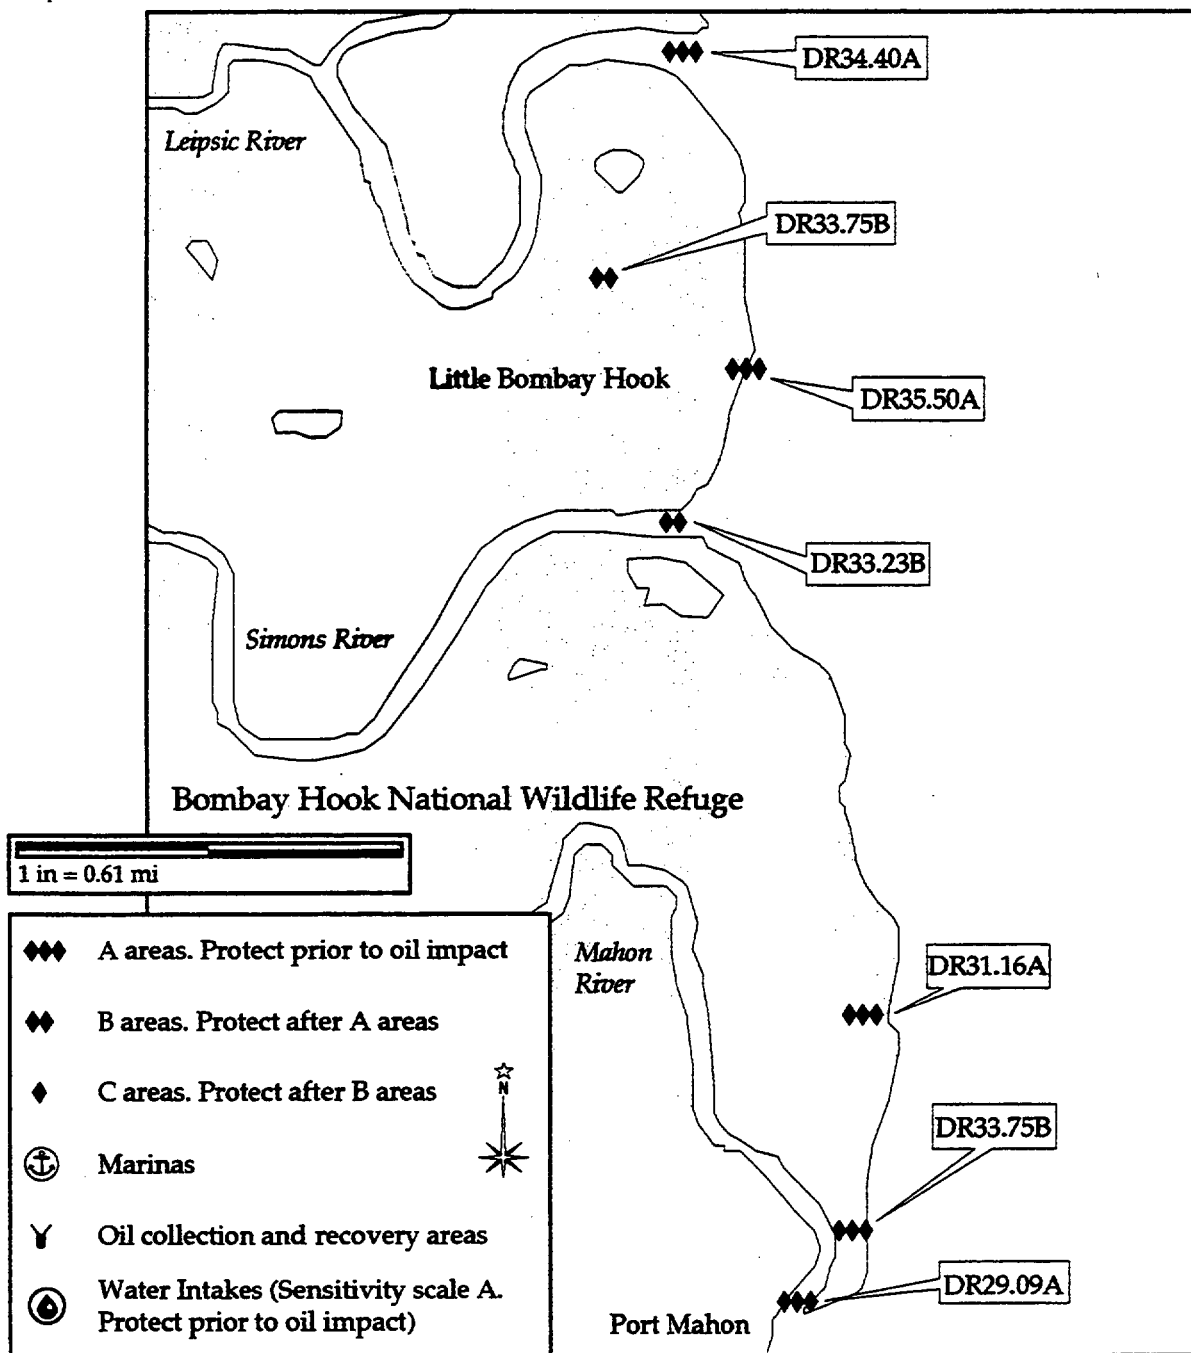 DR34.40A
Leipsic River
DR33.75B
Little Bombay Hook
DR35.50A
DR33.23B
Simons River
Bombay Hook National Wildlife Refuge
1 in = 0.61 mi
A areas. Protect prior to oil impact
B areas. Protect after A areas
C areas. Protect after B areas
N
Marinas
Oil collection and recovery areas
Water Intakes (Sensitivity scale A.
Protect prior to oil impact)
Mahon
River
DR31.16A
DR33.75B
DR29.09A
Port Mahon